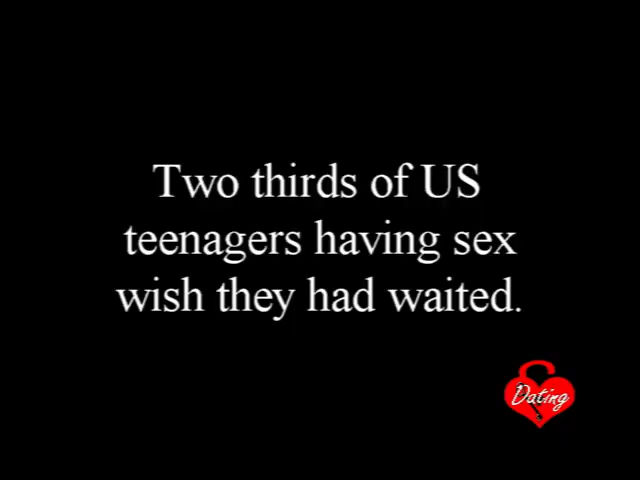 Two thirds of US
teenagers having sex
wish they had waited.
Dating